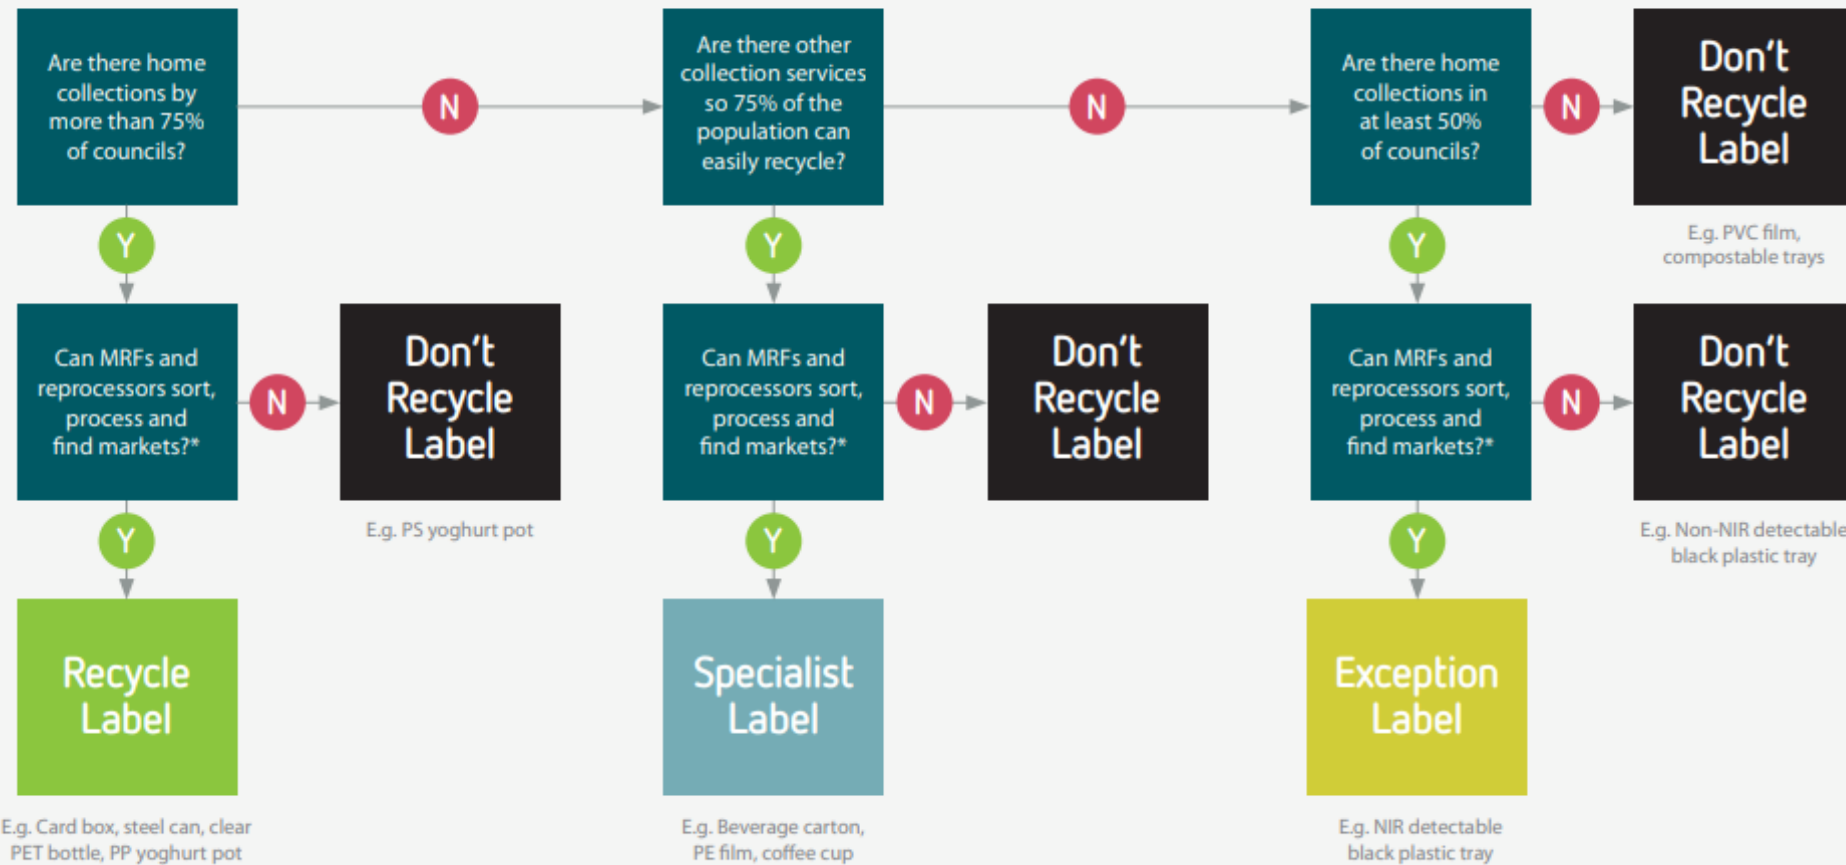 Are there home
collections by
more than 75%
of councils?
N
Are there other
collection services
so 75% of the
population can
easily recycle?
N
Are there home
collections in
at least 50%
of councils?
N
Don't
Recycle
Label
E.g. PVC film,
compostable trays
Y
Y
Y
Can MRFs and
reprocessors sort,
process and
find markets?*
N
Don't
Recycle
Label
E.g. PS yoghurt pot
Can MRFs and
reprocessors sort,
process and
find markets?*
N
Don't
Recycle
Label
Can MRFs and
reprocessors sort,
process and
find markets?*
N
Don't
Recycle
Label
E.g. Non-NIR detectable
black plastic tray
Y
Y
Y
Recycle
Label
E.g. Card box, steel can, clear
PET bottle, PP yoghurt pot
Specialist
Label
E.g. Beverage carton,
PE film, coffee cup
Exception
Label
E.g. NIR detectable
black plastic tray